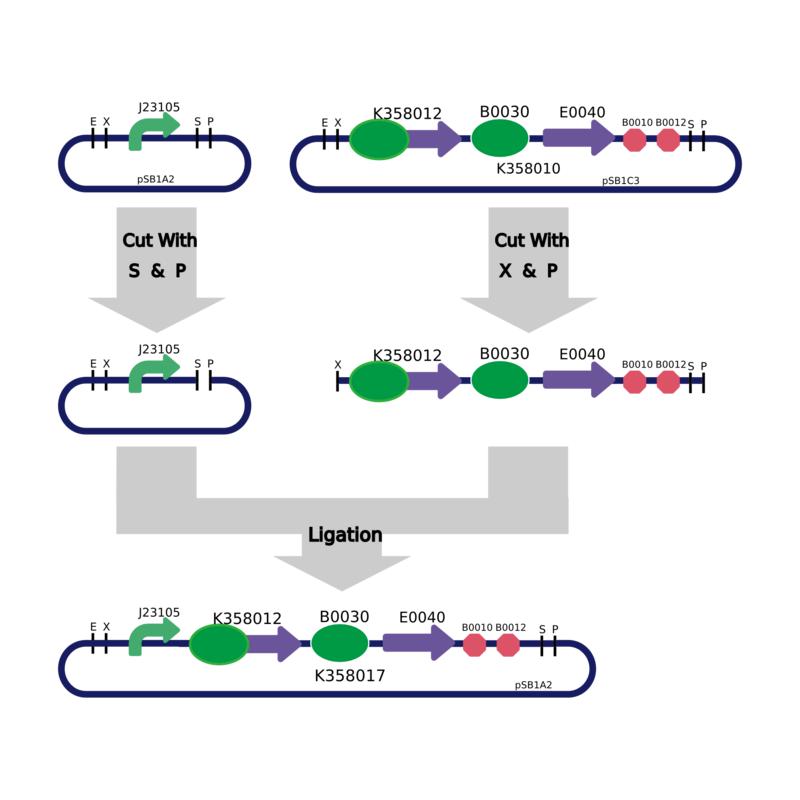 J23105
E X S P
pSB1A2
K358012 B0030 E0040
E X B0010 B0012 S P
K358010
pSB1C3
Cut With
S & P
Cut With
X & P
J23105
E X S P
K358012 B0030 E0040
X B0010 B0012 S P
Ligation
J23105 K358012 B0030 E0040
E X B0010 B0012 S P
K358017
pSB1A2